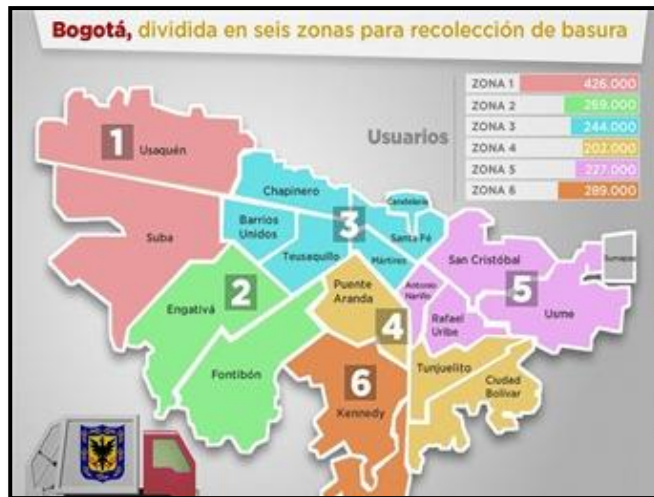 Bogotá, dividida en seis zonas para recolección de basura
Usuarios
ZONA 1 426.000
ZONA 2 269.000
ZONA 3 244.000
ZONA 4 202.000
ZONA 5 227.000
ZONA 6 289.000
1
Usaquén
Suba
Chapinero
Candelaria
Barrios
Unidos
3
Santa Fé
Teusaquillo
Mártires
San Cristóbal
Sumapaz
2
Engativá
Puente
Aranda
Antonio
Nariño
5
Usme
Rafael
Uribe
4
Fontibón
Tunjuelito
6
Kennedy
Ciudad
Bolívar